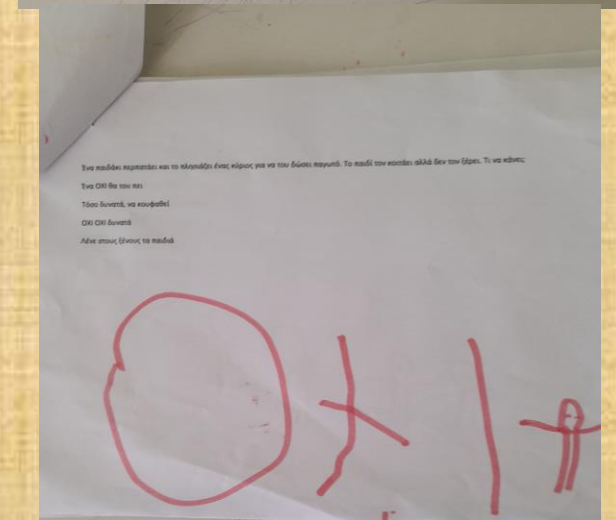 Ένα παιδάκι περπατάει και το πλησιάζει ένας κύριος για να του δώσει παγωτό. Το παιδί τον κοιτάει αλλά δεν τον ξέρει. Τι να κάνει;
Ένα ΟΧΙ θα του πει
Τόσο δυνατά, να κουφαθεί
ΟΧΙ ΟΧΙ δυνατά
Λένε στους ξένους τα παιδιά
ΟΧΙ